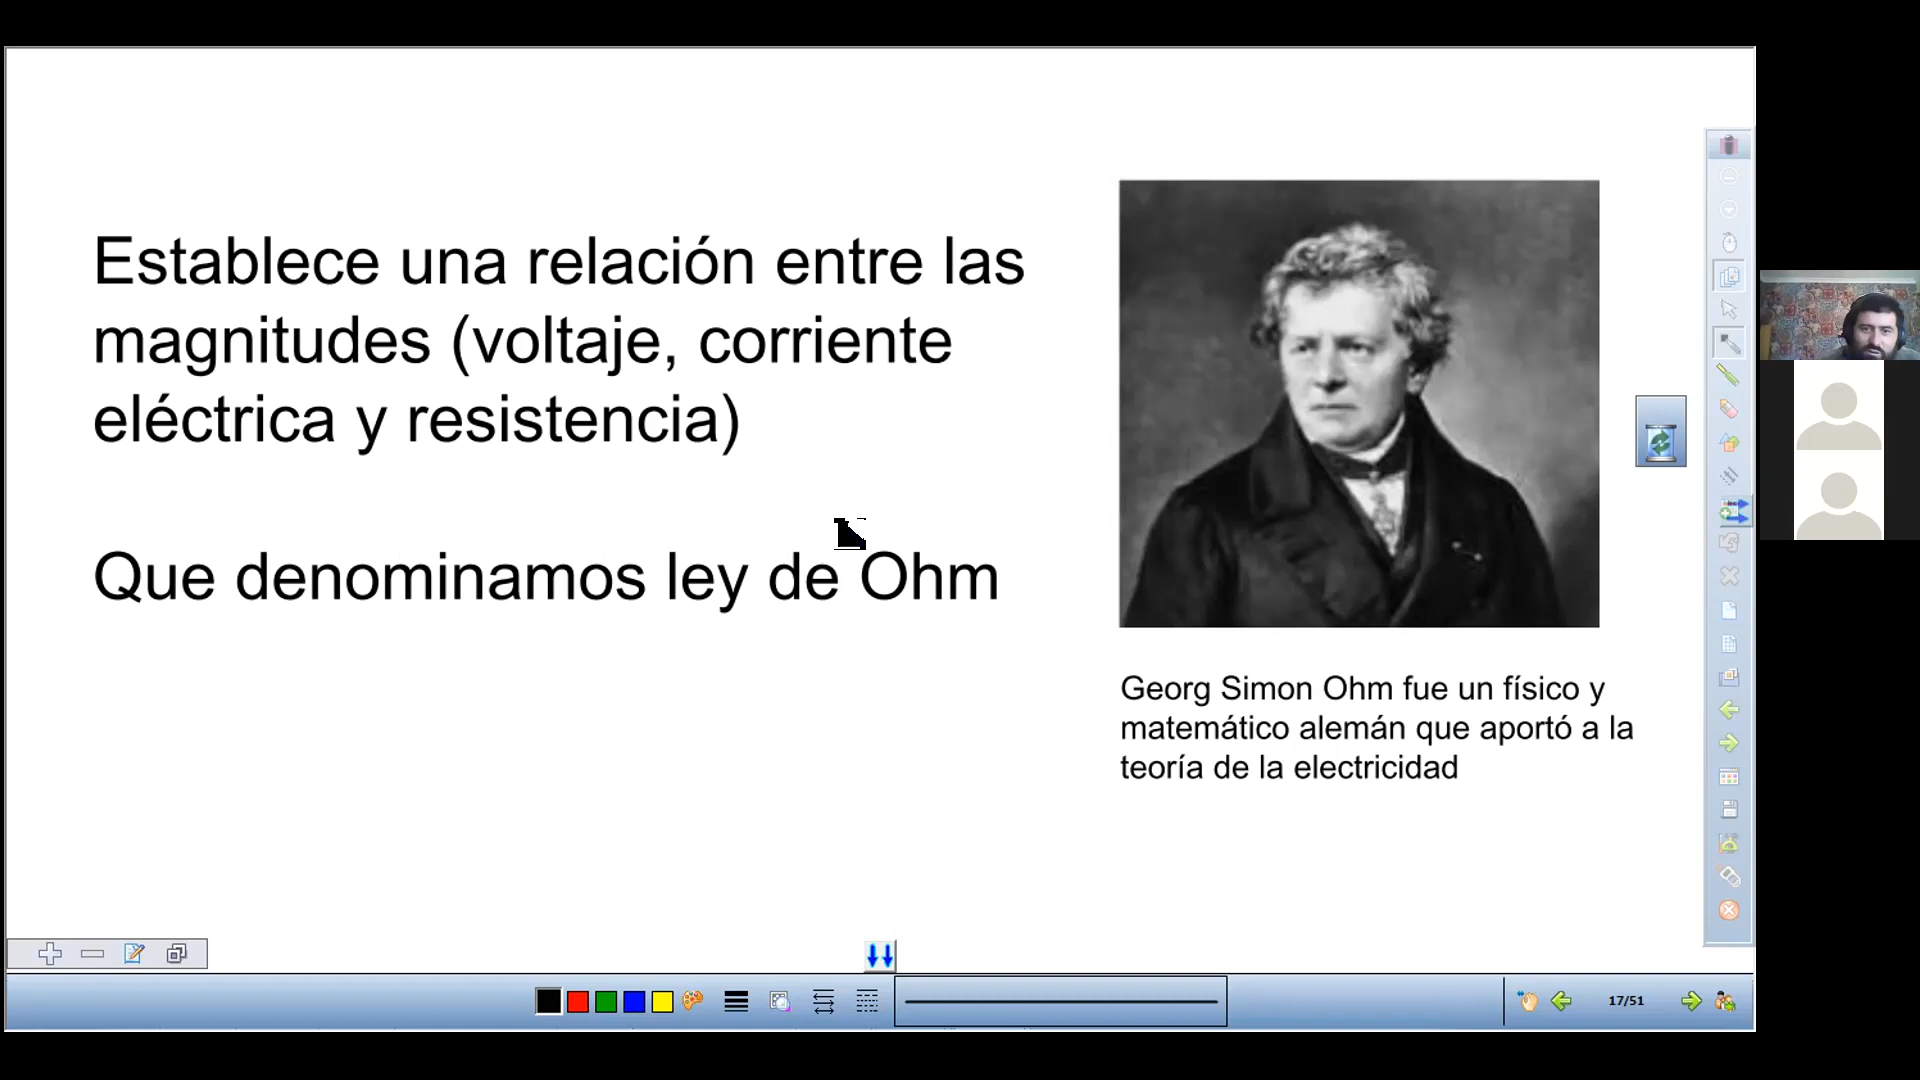 Establece una relación entre las
magnitudes (voltaje, corriente
eléctrica y resistencia)
Que denominamos ley de Ohm
Georg Simon Ohm fue un físico y
matemático alemán que aportó a la
teoría de la electricidad
17/51